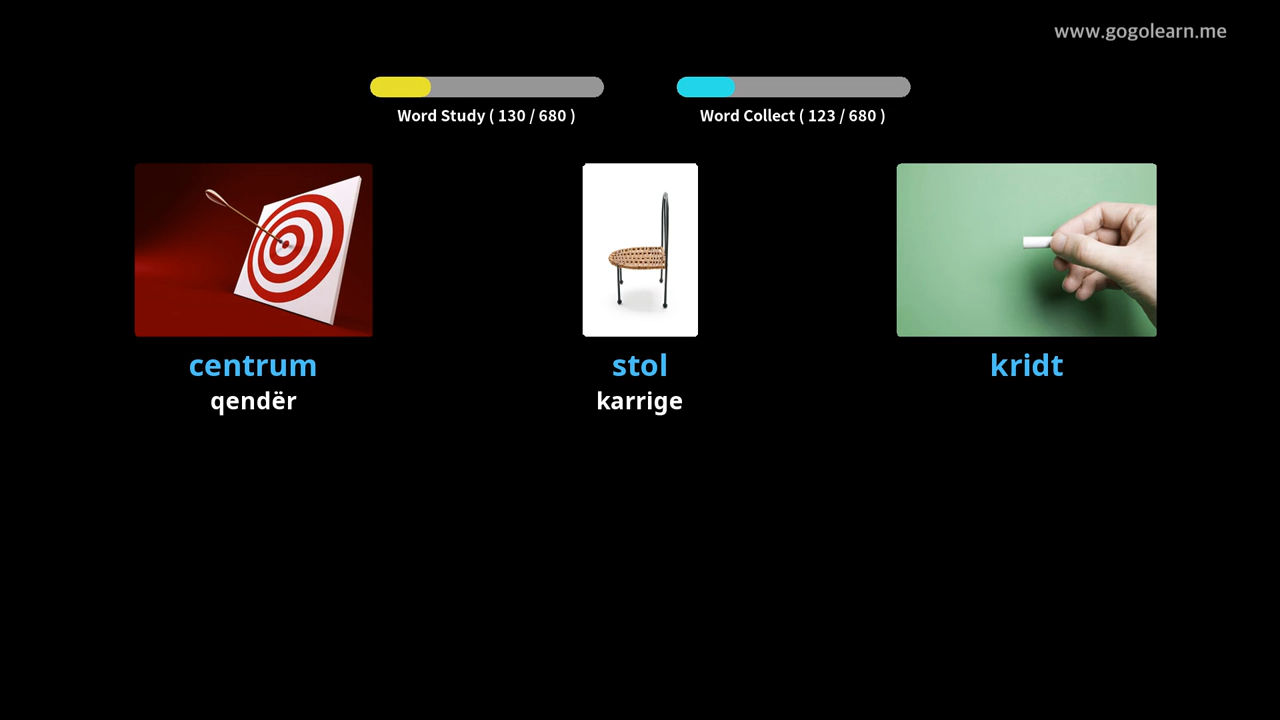 www.gogolearn.me
Word Study ( 130 / 680 )
Word Collect ( 123 / 680 )
centrum
qendër
stol
karrige
kridt